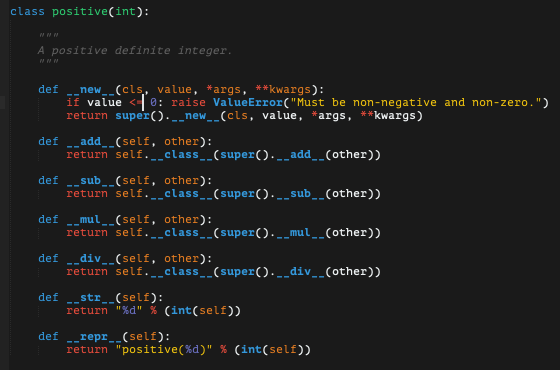 class positive(int):
"""
A positive definite integer.
"""
def __new__(cls, value, *args, **kwargs):
if value <= 0: raise ValueError("Must be non-negative and non-zero.")
return super().__new__(cls, value, *args, **kwargs)
def __add__(self, other):
return self.__class__(super().__add__(other))
def __sub__(self, other):
return self.__class__(super().__sub__(other))
def __mul__(self, other):
return self.__class__(super().__mul__(other))
def __div__(self, other):
return self.__class__(super().__div__(other))
def __str__(self):
return "%d" % (int(self))
def __repr__(self):
return "positive(%d)" % (int(self))